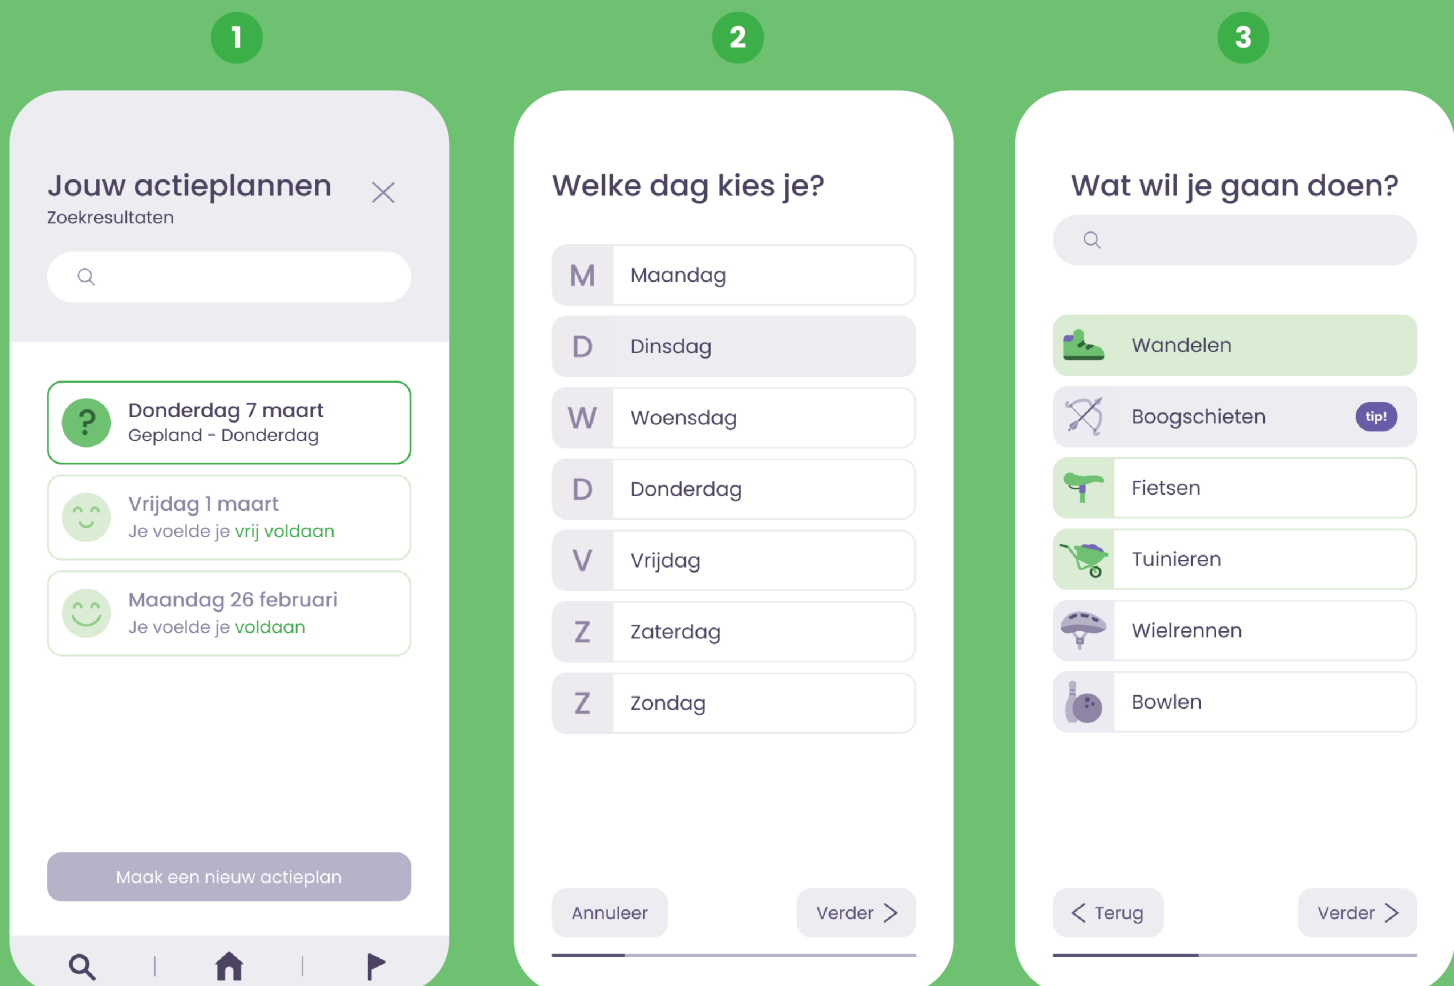 1
Jouw actieplannen
Zoekresultaten
?
Donderdag 7 maart
Gepland - Donderdag
Vrijdag 1 maart
Je voelde je vrij voldaan
Maandag 26 februari
Je voelde je voldaan
Maak een nieuw actieplan
2
Welke dag kies je?
M Maandag
D Dinsdag
W Woensdag
D Donderdag
V Vrijdag
Z Zaterdag
Z Zondag
Annuleer
Verder
3
Wat wil je gaan doen?
Wandelen
Boogschieten tip!
Fietsen
Tuinieren
Wielrennen
Bowlen
Terug
Verder